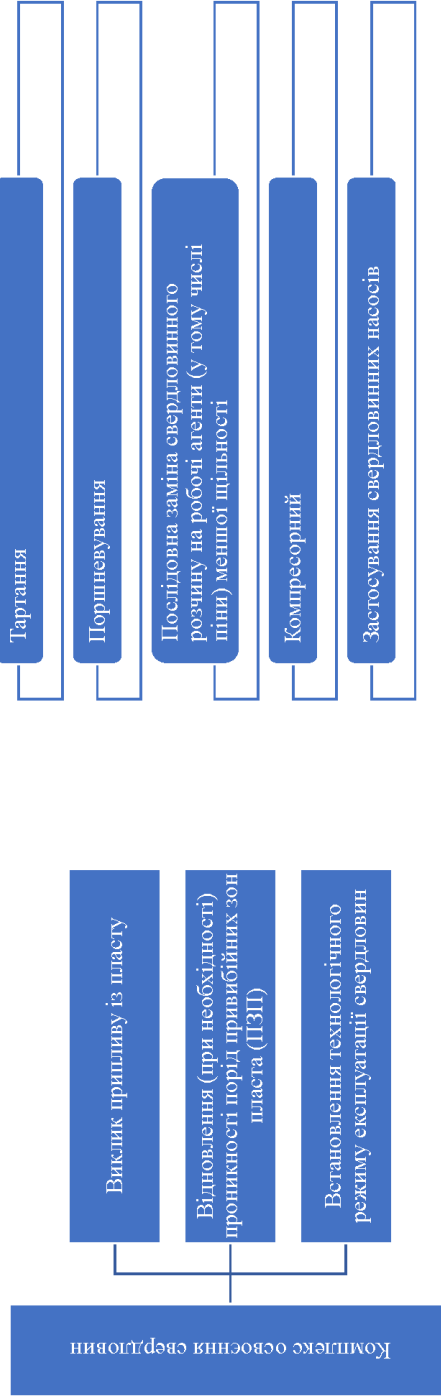 Комплекс освоєння свердловин
Виклик припливу із пласту
Відновлення (при необхідності)
проникності порід привибійних зон
пласта (ПЗП)
Встановлення технологічного
режиму експлуатації свердловин
Тартання
Поршневування
Послідовна заміна свердловинного
розчину на робочі агенти (у тому числі
піни) меншої щільності
Компресорний
Застосування свердловинних насосів